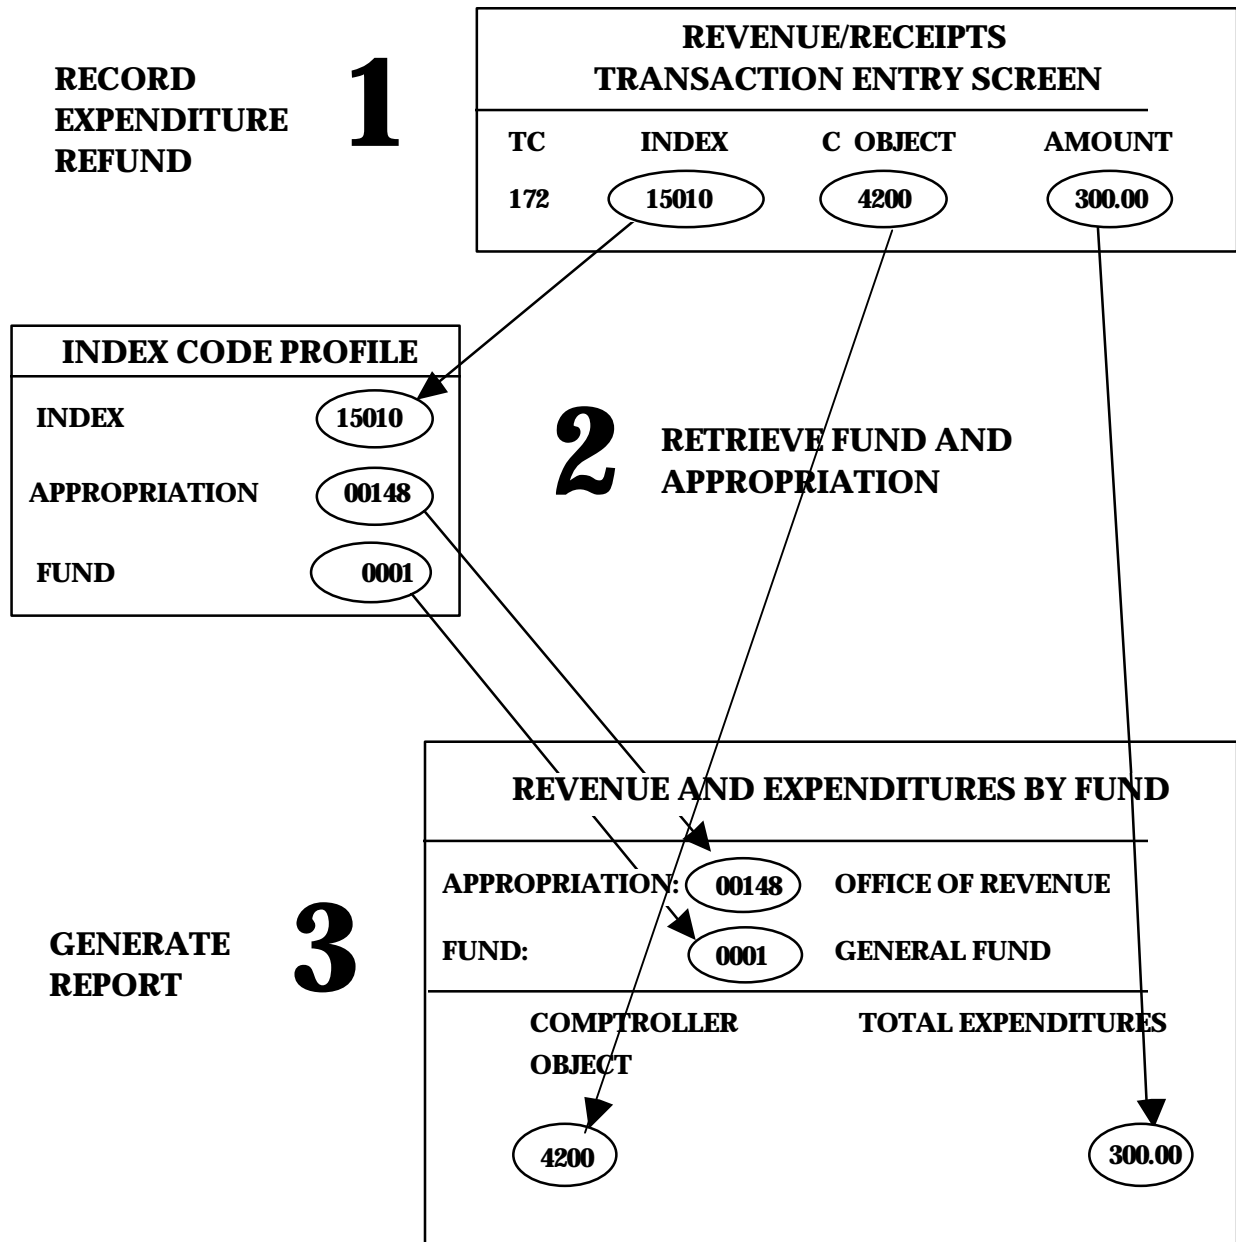 RECORD
EXPENDITURE
REFUND
1
REVENUE/RECEIPTS
TRANSACTION ENTRY SCREEN
TC INDEX C OBJECT AMOUNT
172 15010 4200 300.00
INDEX CODE PROFILE
INDEX 15010
APPROPRIATION 00148
FUND 0001
2
RETRIEVE FUND AND
APPROPRIATION
GENERATE
REPORT
3
REVENUE AND EXPENDITURES BY FUND
APPROPRIATION: 00148 OFFICE OF REVENUE
FUND: 0001 GENERAL FUND
COMPTROLLER TOTAL EXPENDITURES
OBJECT
4200 300.00